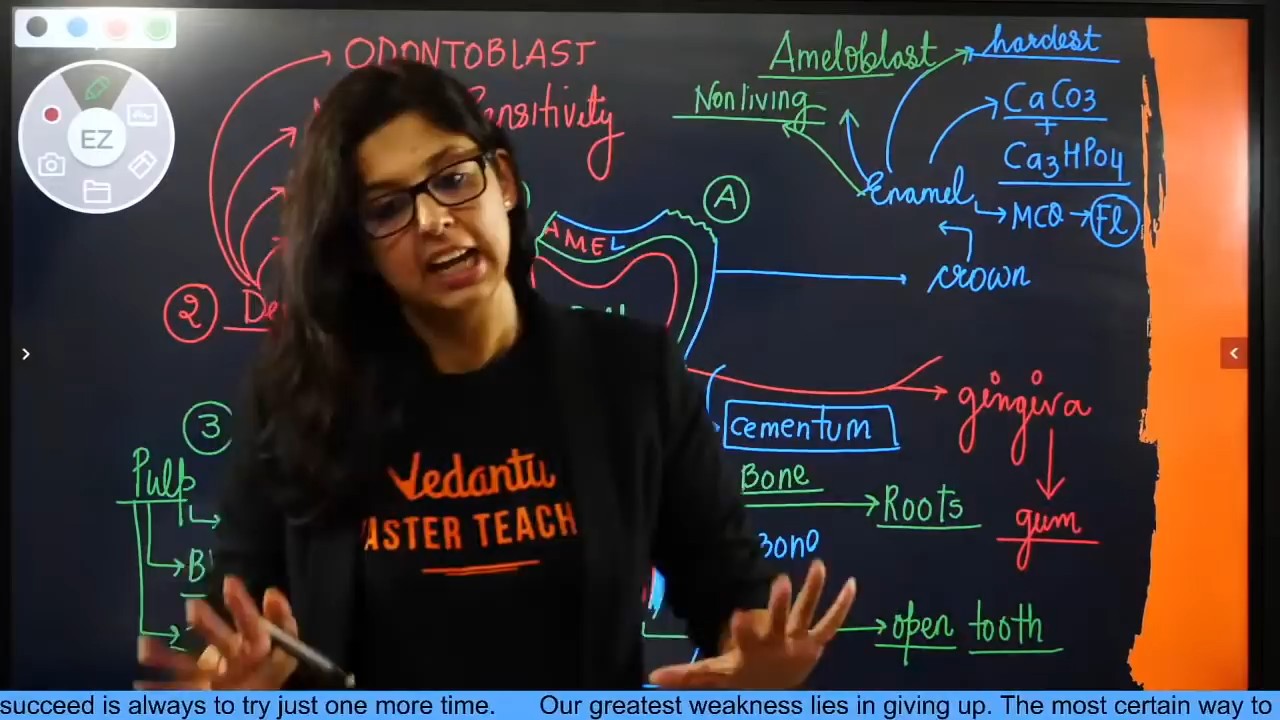 EZ
ODONTOBLAST
Sensitivity
Ameloblast
hardest
Nonliving
CaCo3
+
Ca3HPO4
Enamel
MCQ → Fl
crown
A
AMEL
2
gingiva
gum
cementum
3
Pulp
Bone
Roots
open tooth
Vedantu
MASTER TEACH
succeed is always to try just one more time. Our greatest weakness lies in giving up. The most certain way to